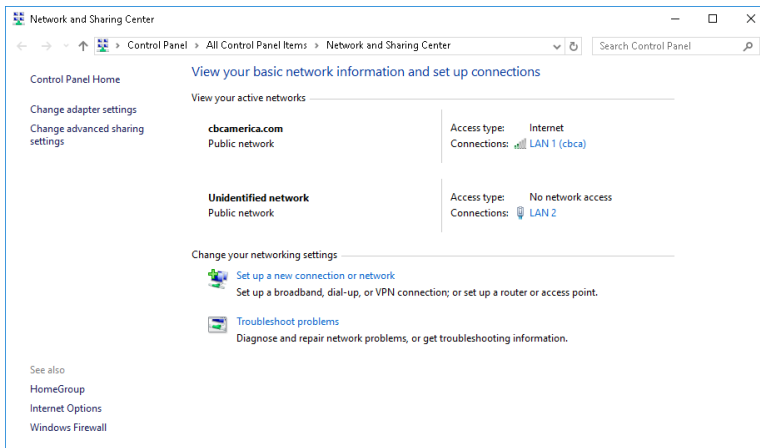 Network and Sharing Center
Control Panel > All Control Panel Items > Network and Sharing Center
Search Control Panel
Control Panel Home
Change adapter settings
Change advanced sharing
settings
View your basic network information and set up connections
View your active networks
cbcamerica.com
Public network
Access type: Internet
Connections: LAN 1 (cbca)
Unidentified network
Public network
Access type: No network access
Connections: LAN 2
Change your networking settings
Set up a new connection or network
Set up a broadband, dial-up, or VPN connection; or set up a router or access point.
Troubleshoot problems
Diagnose and repair network problems, or get troubleshooting information.
See also
HomeGroup
Internet Options
Windows Firewall